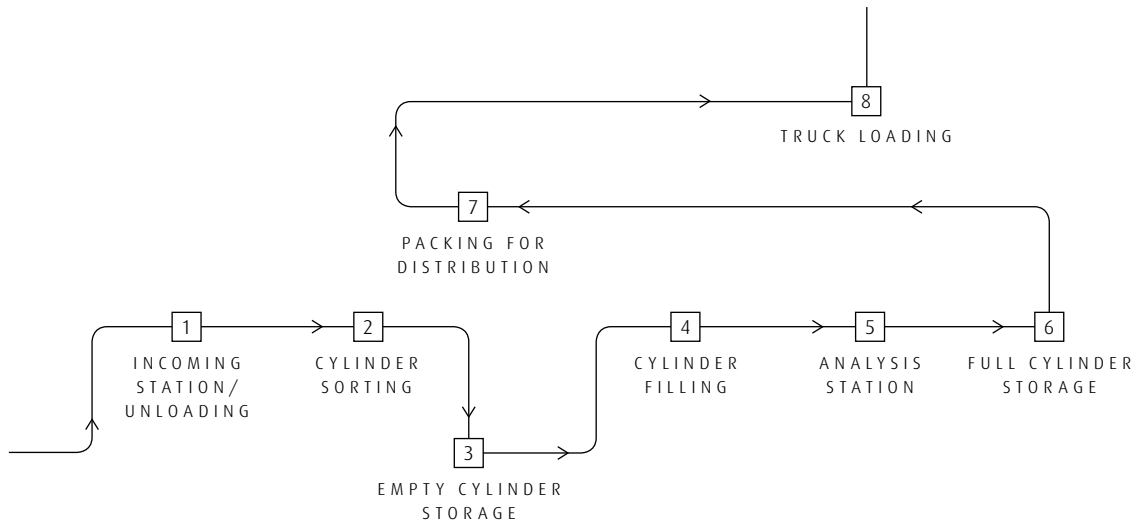 8
TRUCK LOADING
7
PACKING FOR
DISTRIBUTION
1
INCOMING
STATION/
UNLOADING
2
CYLINDER
SORTING
3
EMPTY CYLINDER
STORAGE
4
CYLINDER
FILLING
5
ANALYSIS
STATION
6
FULL CYLINDER
STORAGE